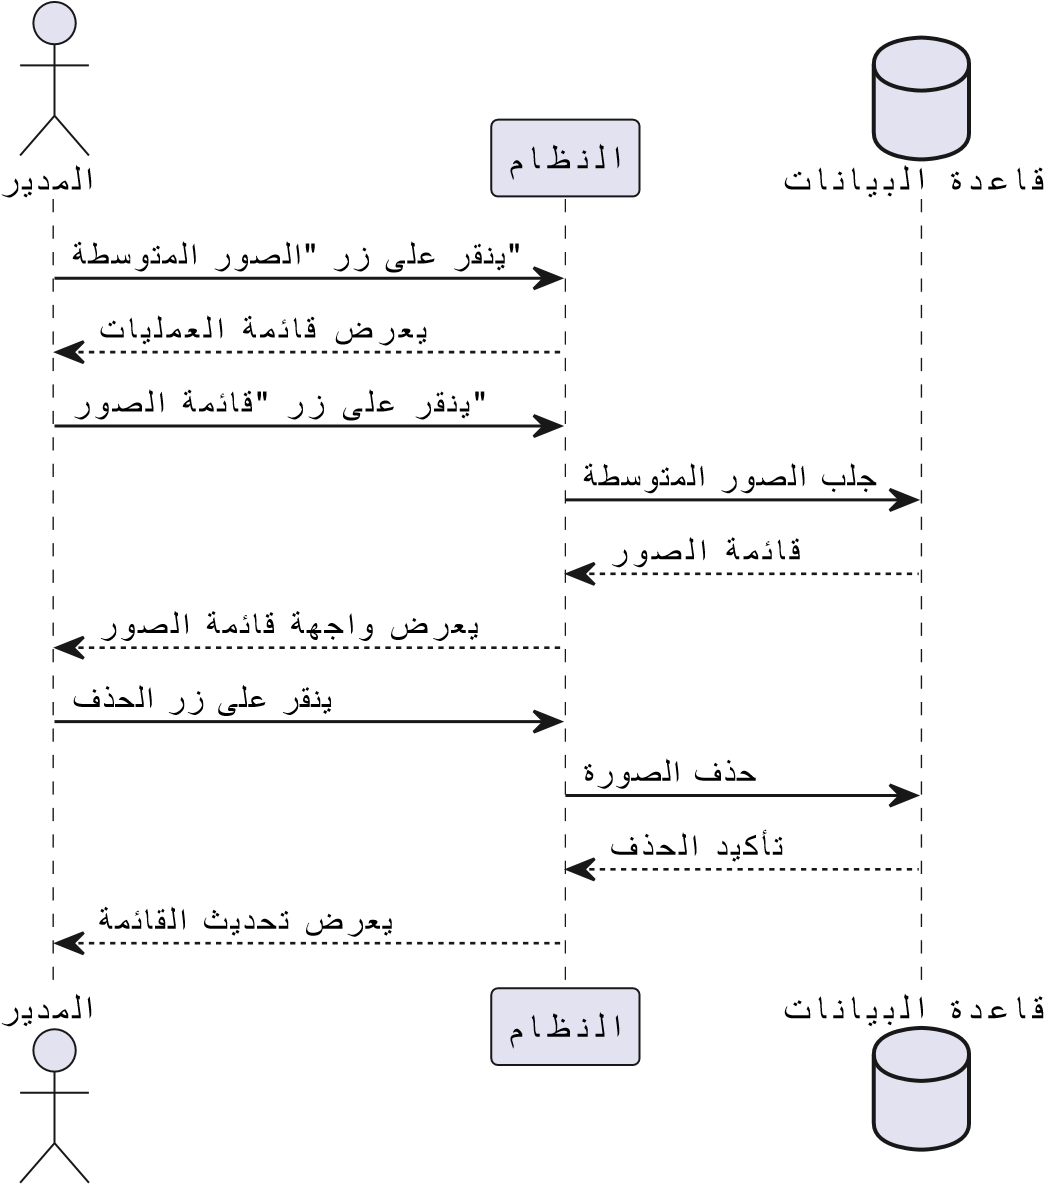 المدير
النظام
قاعدة البيانات
ينقر على زر "الصور المتوسطة"
يعرض قائمة العمليات
ينقر على زر "قائمة الصور"
جلب الصور المتوسطة
قائمة الصور
يعرض واجهة قائمة الصور
ينقر على زر الحذف
حذف الصورة
تأكيد الحذف
يعرض تحديث القائمة
المدير
النظام
قاعدة البيانات